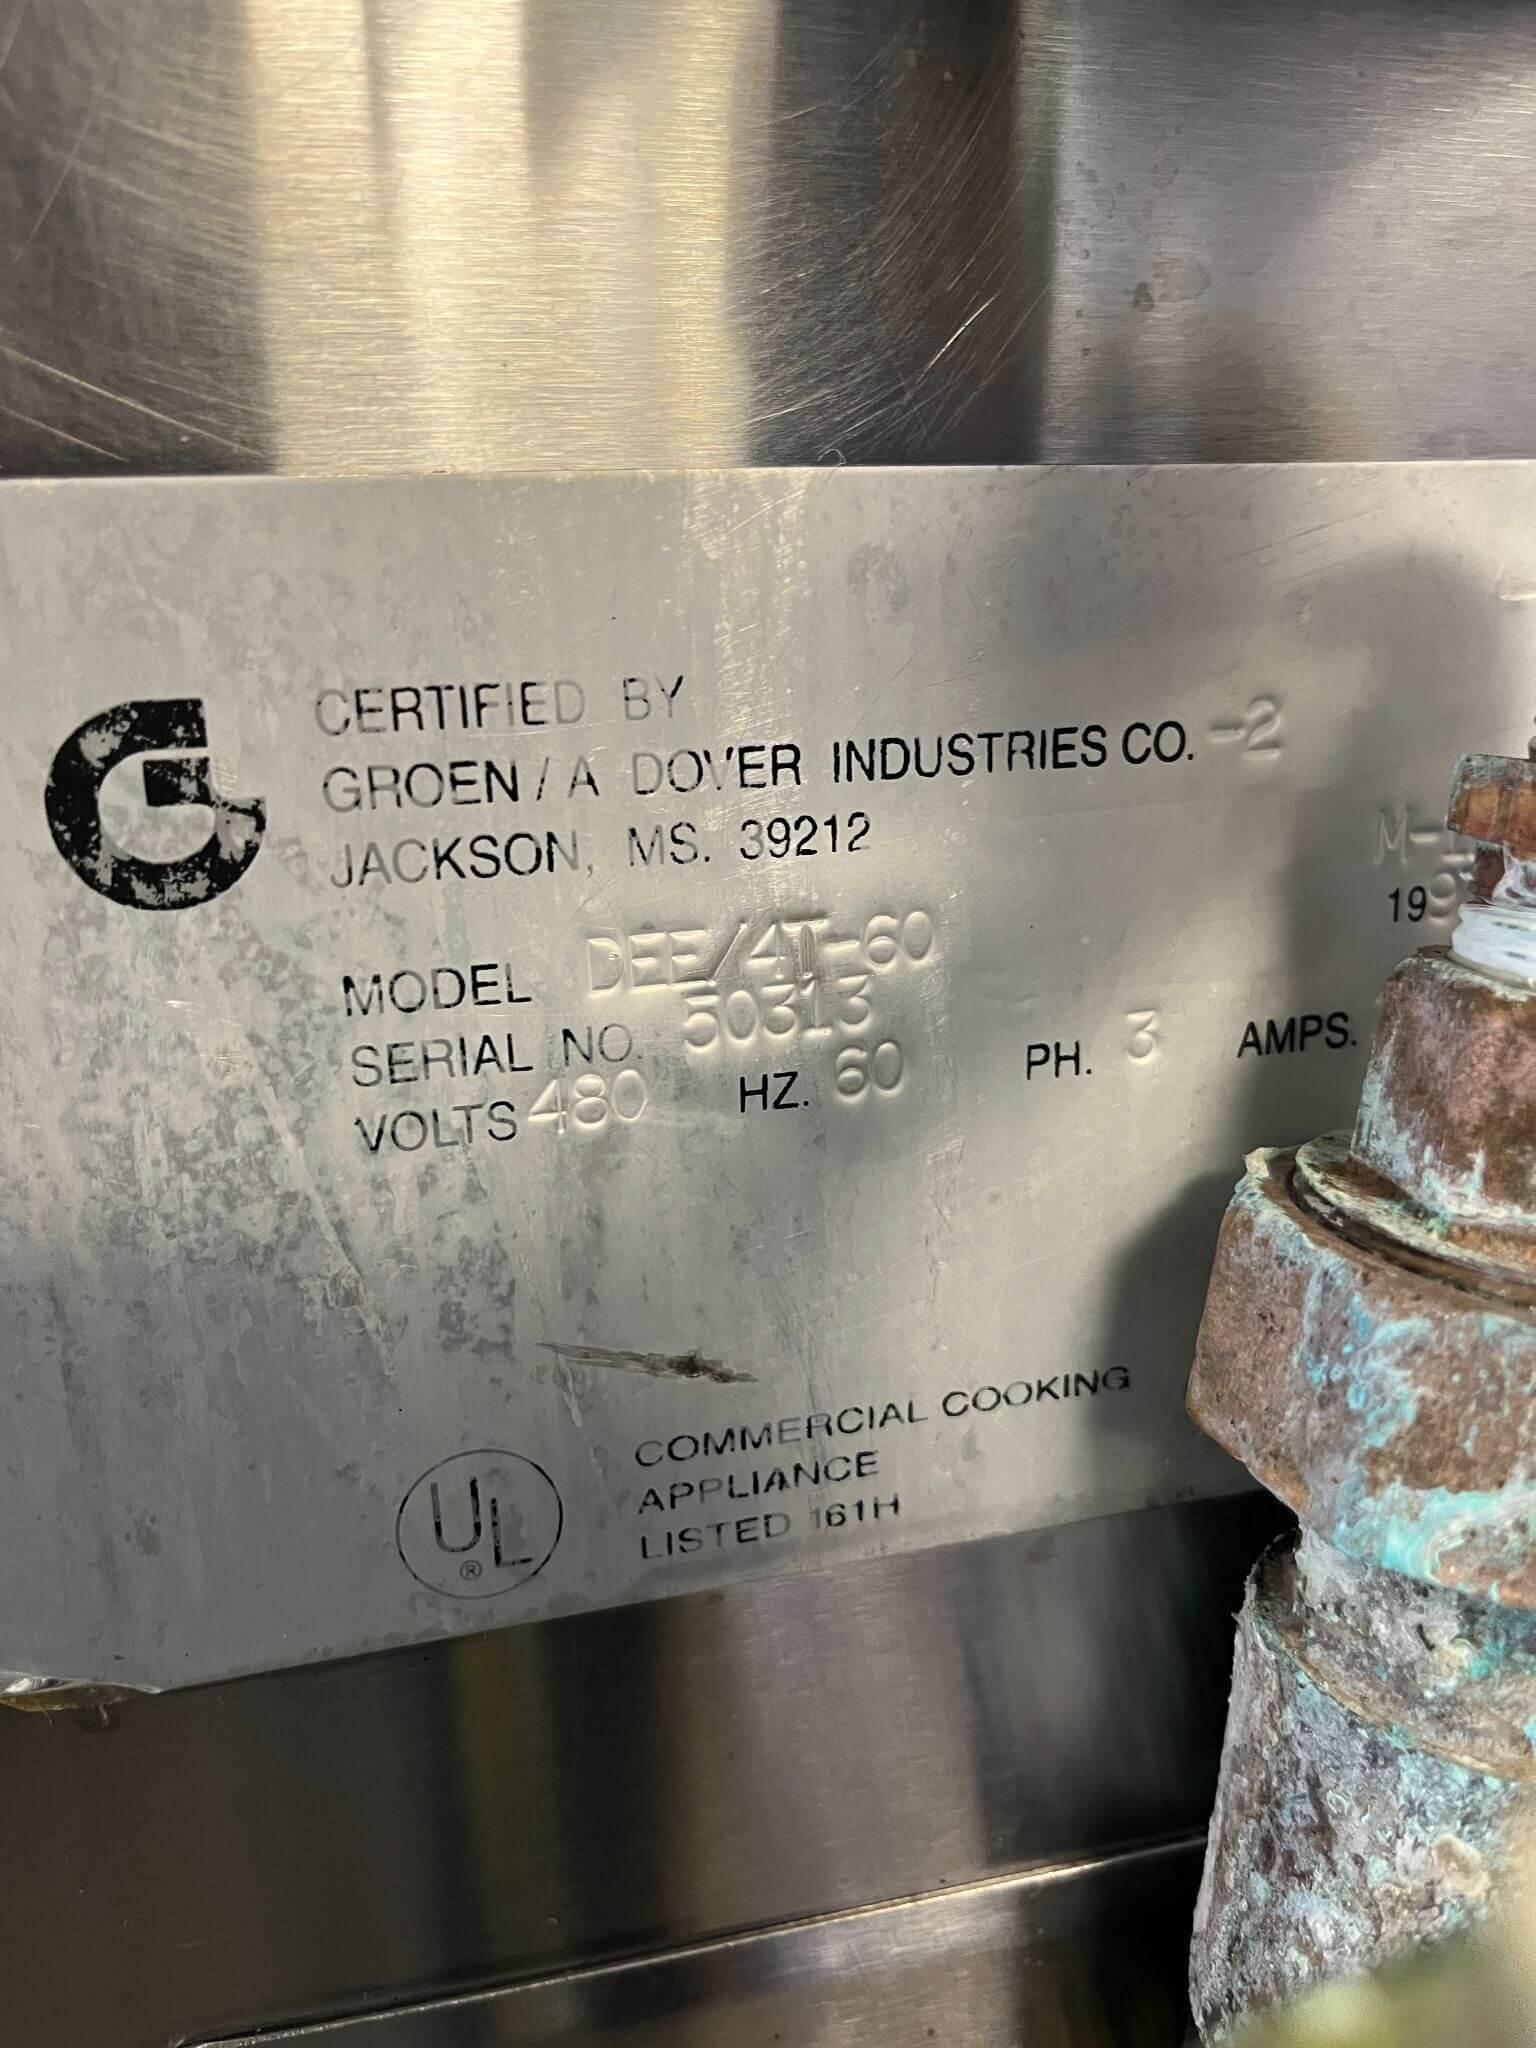 CERTIFIED BY
GROEN / A DOVER INDUSTRIES CO. -2
JACKSON, MS. 39212
MODEL DEE/4T-60
SERIAL NO. 50313
VOLTS 480 HZ. 60 PH. 3 AMPS.
UL
®
COMMERCIAL COOKING
APPLIANCE
LISTED 161H